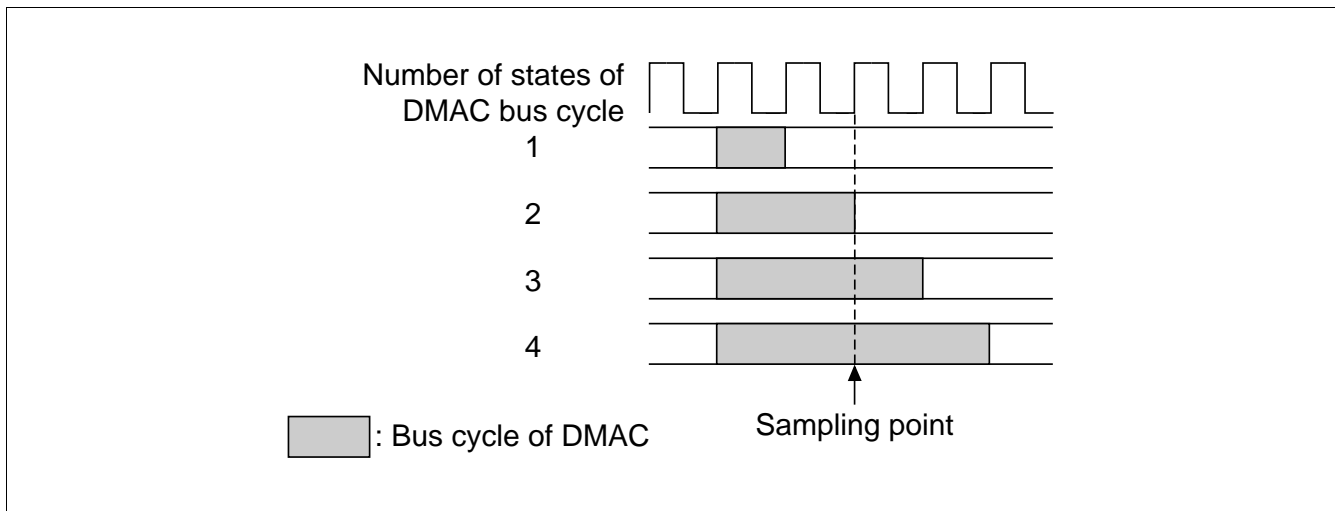 Number of states of
DMAC bus cycle
1
2
3
4
Sampling point
: Bus cycle of DMAC